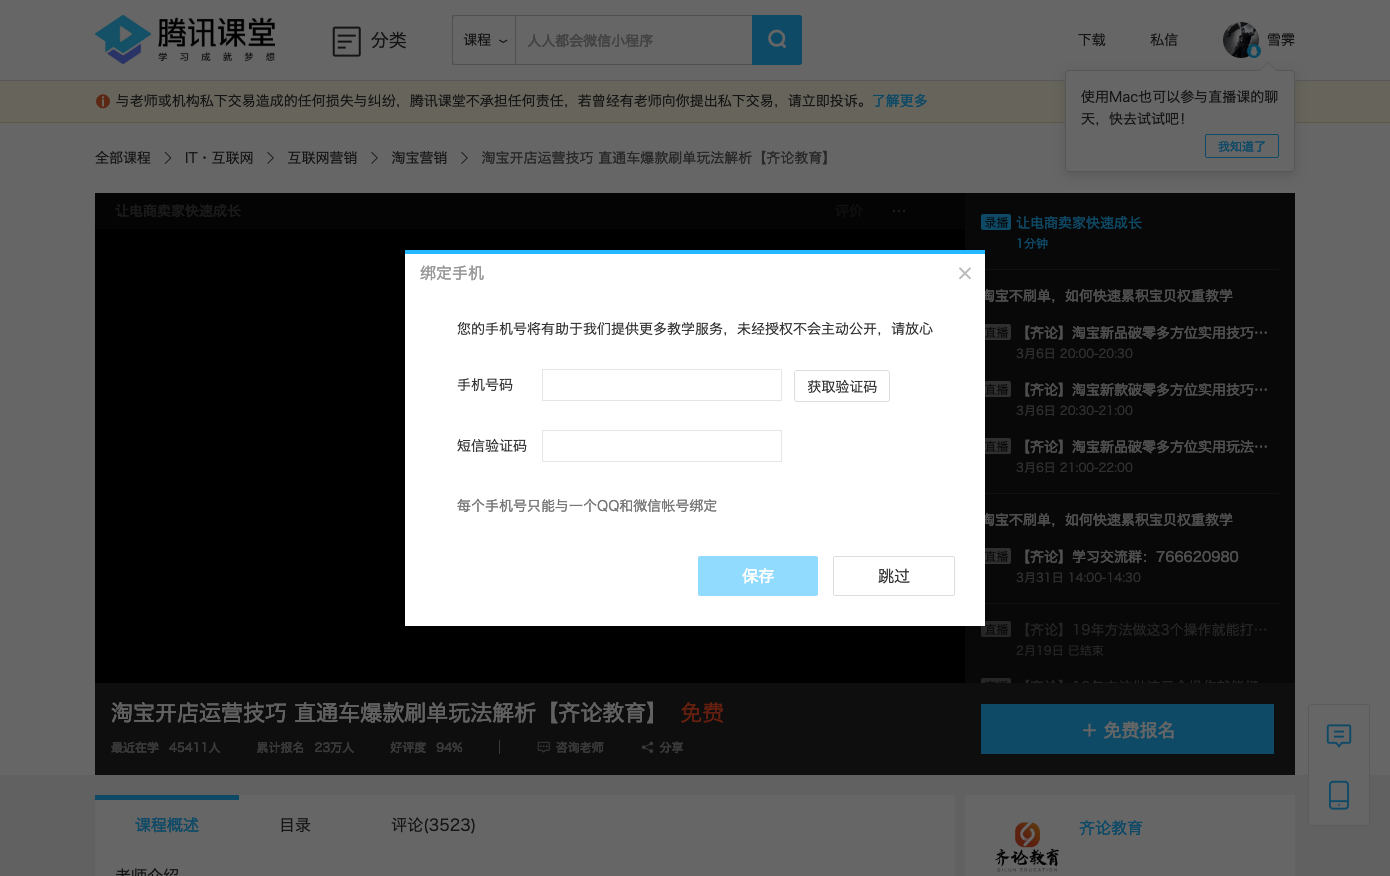 腾讯课堂
学习成就梦想
分类
课程
人人都会微信小程序
下载
私信
雪霁
与老师或机构私下交易造成的任何损失与纠纷，腾讯课堂不承担任何责任，若曾经有老师向你提出私下交易，请立即投诉。了解更多
使用Mac也可以参与直播课的聊
天，快去试试吧！
我知道了
全部课程 > IT·互联网 > 互联网营销 > 淘宝营销 > 淘宝开店运营技巧 直通车爆款刷单玩法解析【齐论教育】
让电商卖家快速成长
评价
...
录播 让电商卖家快速成长
1分钟
淘宝不刷单，如何快速累积宝贝权重教学
直播 【齐论】淘宝新品破零多方位实用技巧···
3月6日 20:00-20:30
直播 【齐论】淘宝新款破零多方位实用技巧···
3月6日 20:30-21:00
直播 【齐论】淘宝新品破零多方位实用玩法···
3月6日 21:00-22:00
淘宝不刷单，如何快速累积宝贝权重教学
直播 【齐论】学习交流群：766620980
3月31日 14:00-14:30
直播 【齐论】19年方法做这3个操作就能打···
2月19日 已结束
绑定手机
您的手机号将有助于我们提供更多教学服务，未经授权不会主动公开，请放心
手机号码
获取验证码
短信验证码
每个手机号只能与一个QQ和微信帐号绑定
保存
跳过
淘宝开店运营技巧 直通车爆款刷单玩法解析【齐论教育】 免费
最近在学 45411人
累计报名 23万人
好评度 94%
咨询老师
分享
+ 免费报名
课程概述
目录
评论(3523)
老师介绍
齐论教育
QILUN EDUCATION
齐论教育